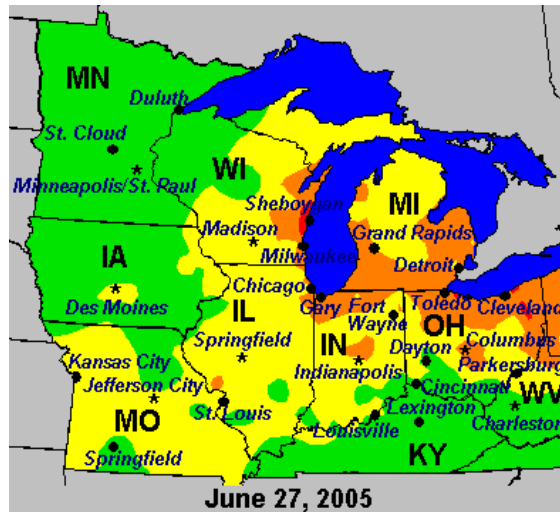 MN
Duluth
St. Cloud
Minneapolis/St. Paul
WI
Sheboygan
MI
Grand Rapids
Madison
Milwaukee
Detroit
IA
Des Moines
Chicago
Gary
Fort
Wayne
Toledo
Cleveland
IL
Springfield
IN
Indianapolis
OH
Columbus
Dayton
Parkersburg
Kansas City
Jefferson City
MO
St. Louis
Springfield
Cincinnati
WV
Lexington
Louisville
Charleston
KY
June 27, 2005